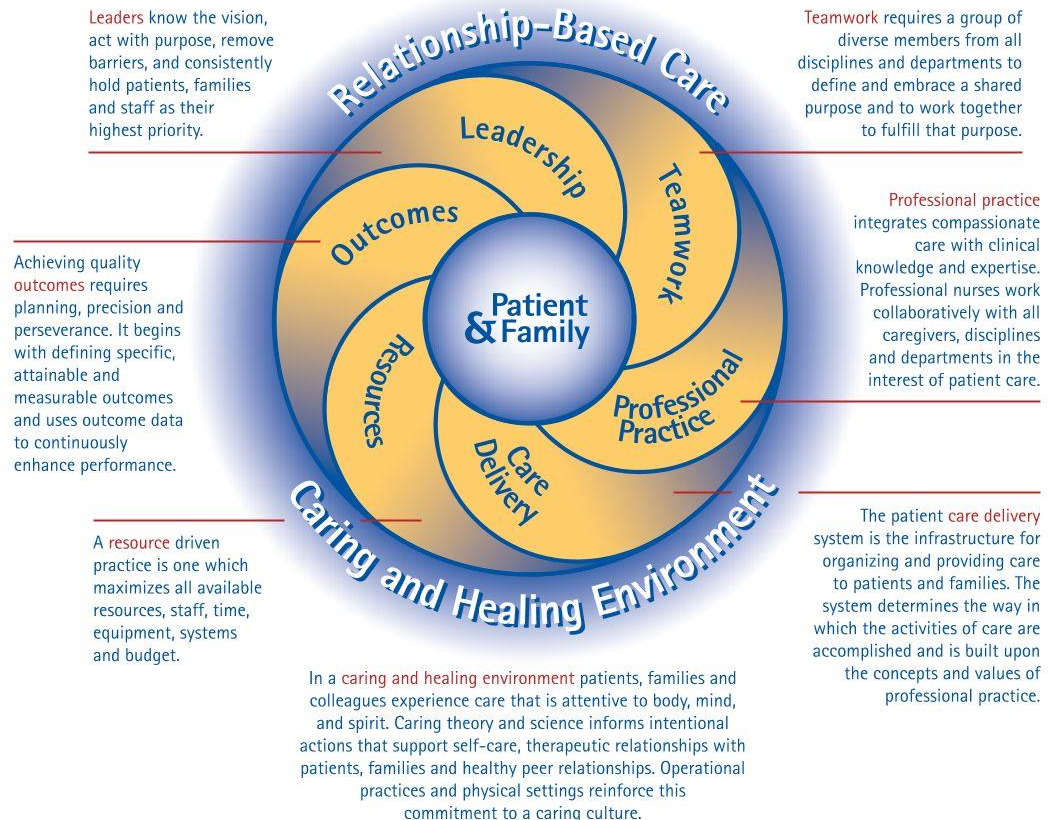 Relationship-Based Care
Leaders know the vision,
act with purpose, remove
barriers, and consistently
hold patients, families
and staff as their
highest priority.
Teamwork requires a group of
diverse members from all
disciplines and departments to
define and embrace a shared
purpose and to work together
to fulfill that purpose.
Professional practice
integrates compassionate
care with clinical
knowledge and expertise.
Professional nurses work
collaboratively with all
caregivers, disciplines
and departments in the
interest of patient care.
Achieving quality
outcomes requires
planning, precision and
perseverance. It begins
with defining specific,
attainable and
measurable outcomes
and uses outcome data
to continuously
enhance performance.
Leadership
Teamwork
Outcomes
Patient
& Family
Resources
Professional
Practice
Care
Delivery
Caring and Healing Environment
A resource driven
practice is one which
maximizes all available
resources, staff, time,
equipment, systems
and budget.
The patient care delivery
system is the infrastructure for
organizing and providing care
to patients and families. The
system determines the way in
which the activities of care are
accomplished and is built upon
the concepts and values of
professional practice.
In a caring and healing environment patients, families and
colleagues experience care that is attentive to body, mind,
and spirit. Caring theory and science informs intentional
actions that support self-care, therapeutic relationships with
patients, families and healthy peer relationships. Operational
practices and physical settings reinforce this
commitment to a caring culture.